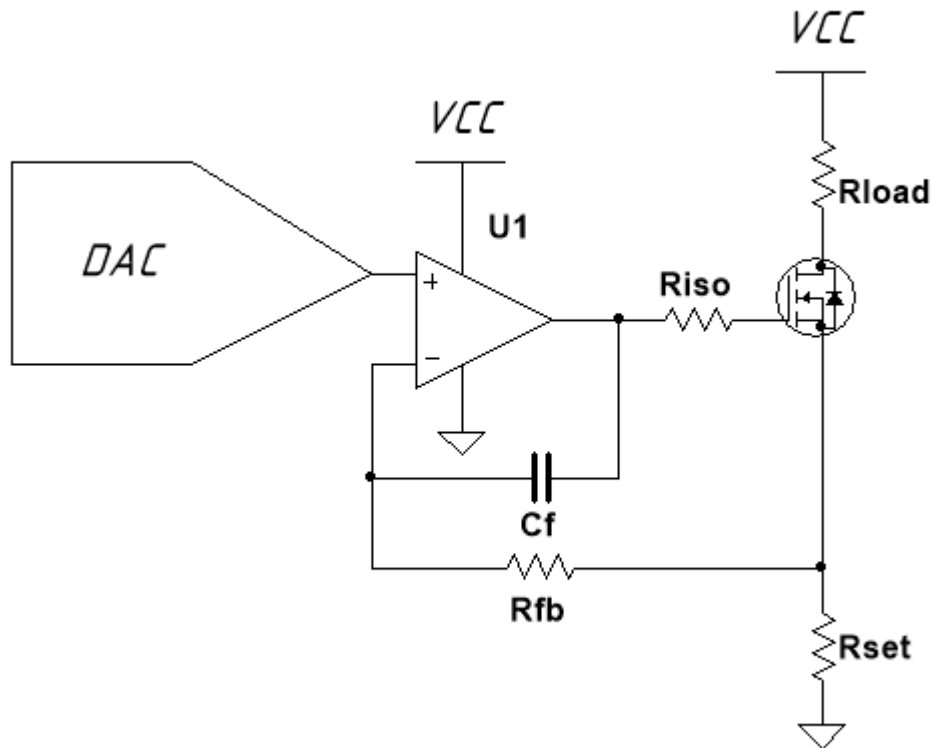 VCC
VCC
U1
Rload
DAC
+
Riso
−
Cf
Rfb
Rset